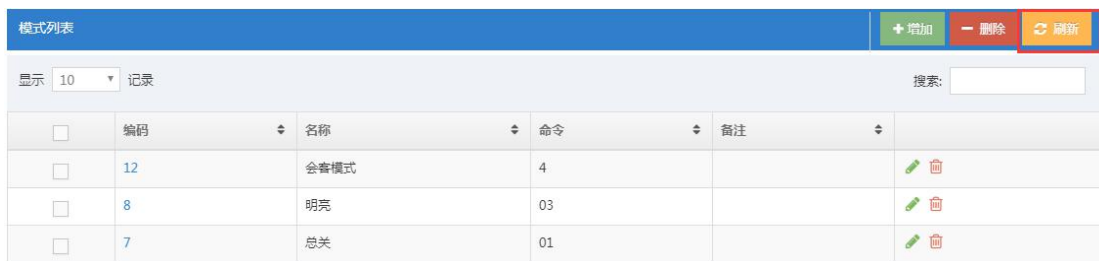 模式列表 增加 删除 刷新
显示 10 记录 搜索:
编码 名称 命令 备注
12 会客模式 4
8 明亮 03
7 总关 01